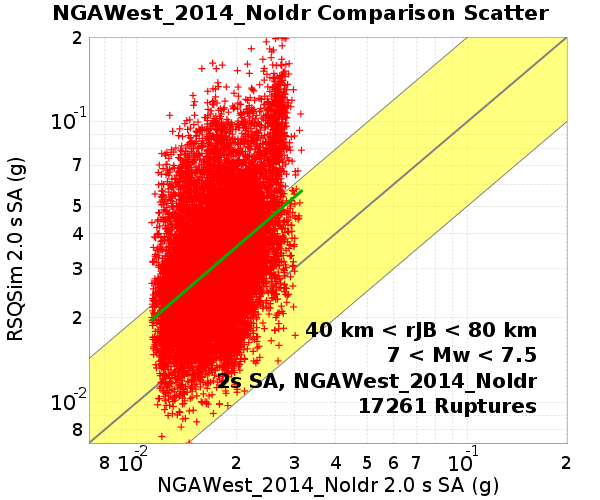 NGAWest_2014_NoIdr Comparison Scatter
2
10-1
7
5
4
3
2
10-2
8
RSQSim 2.0 s SA (g)
40 km < rJB < 80 km
7 < Mw < 7.5
2s SA, NGAWest_2014_NoIdr
17261 Ruptures
8 10-2 2 3 4 5 6 7 10-1 2
NGAWest_2014_NoIdr 2.0 s SA (g)